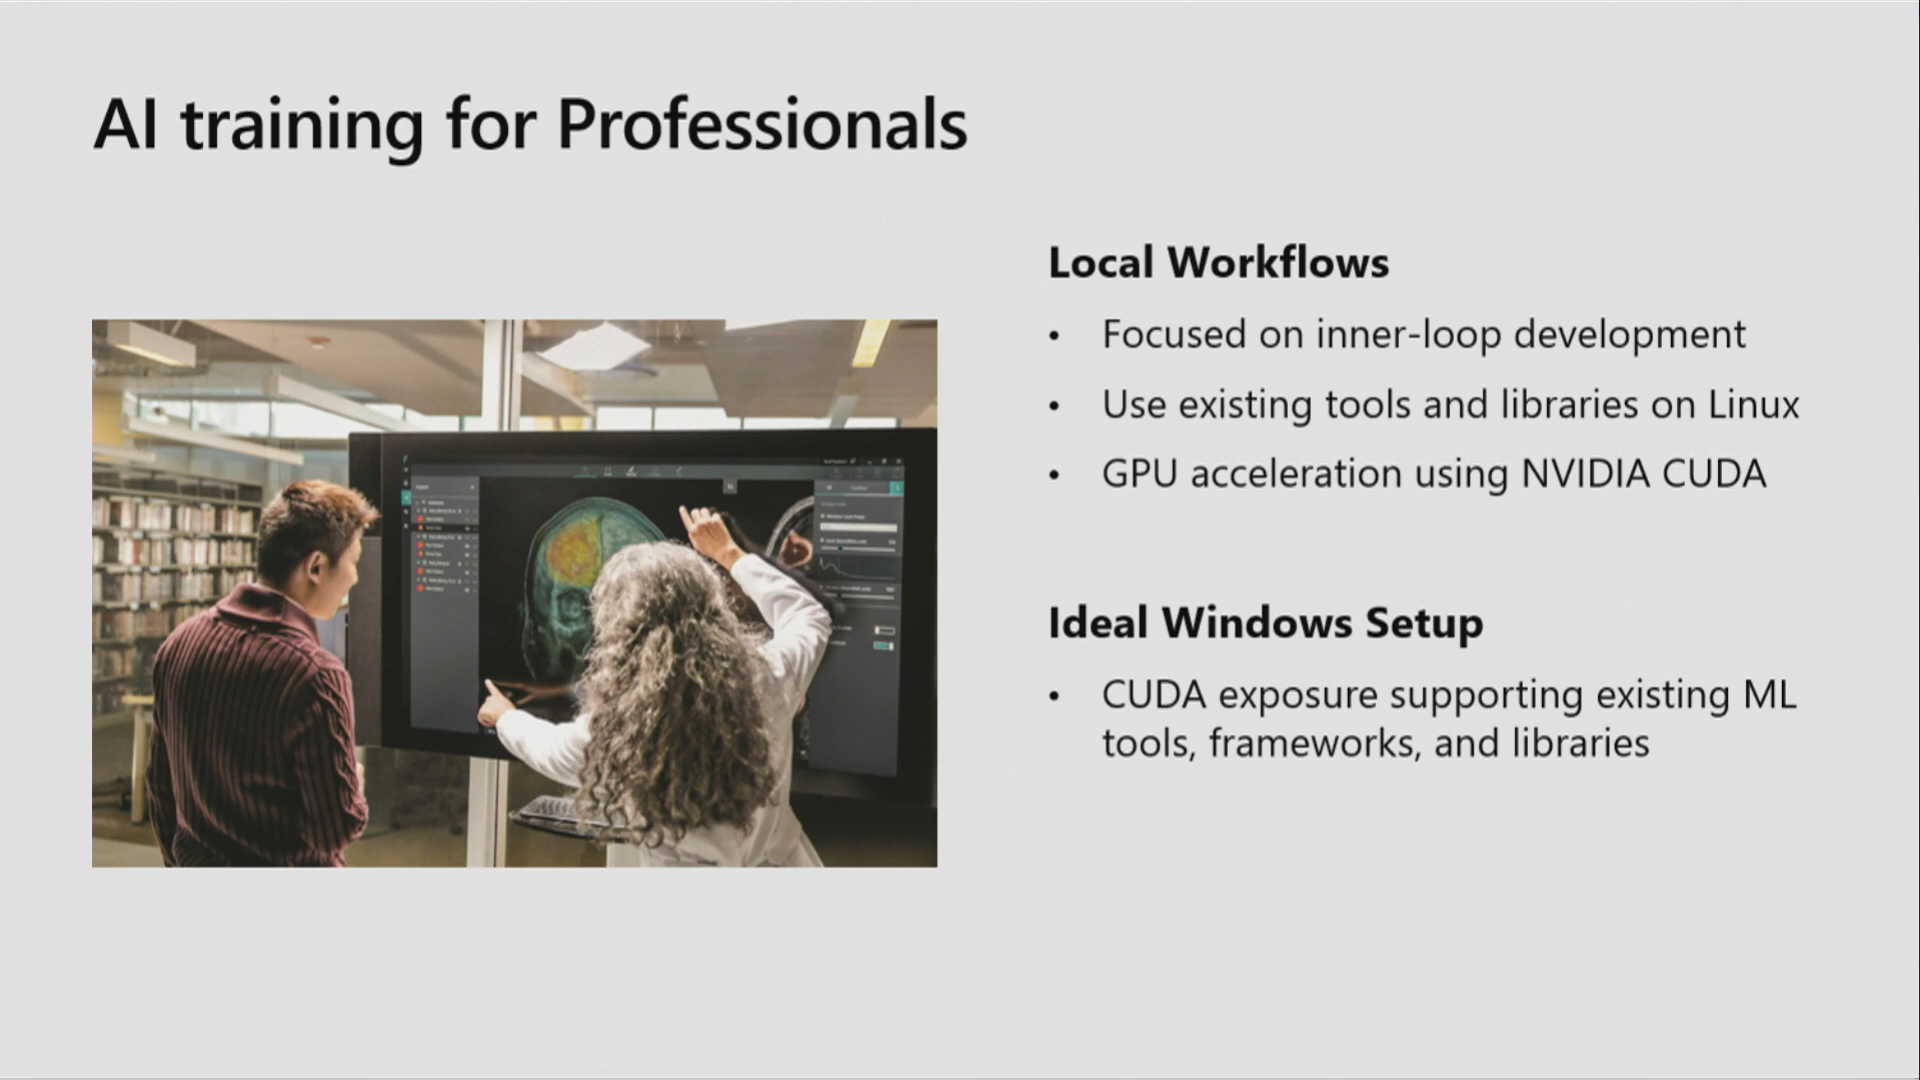 AI training for Professionals
Local Workflows
• Focused on inner-loop development
• Use existing tools and libraries on Linux
• GPU acceleration using NVIDIA CUDA
Ideal Windows Setup
• CUDA exposure supporting existing ML
tools, frameworks, and libraries